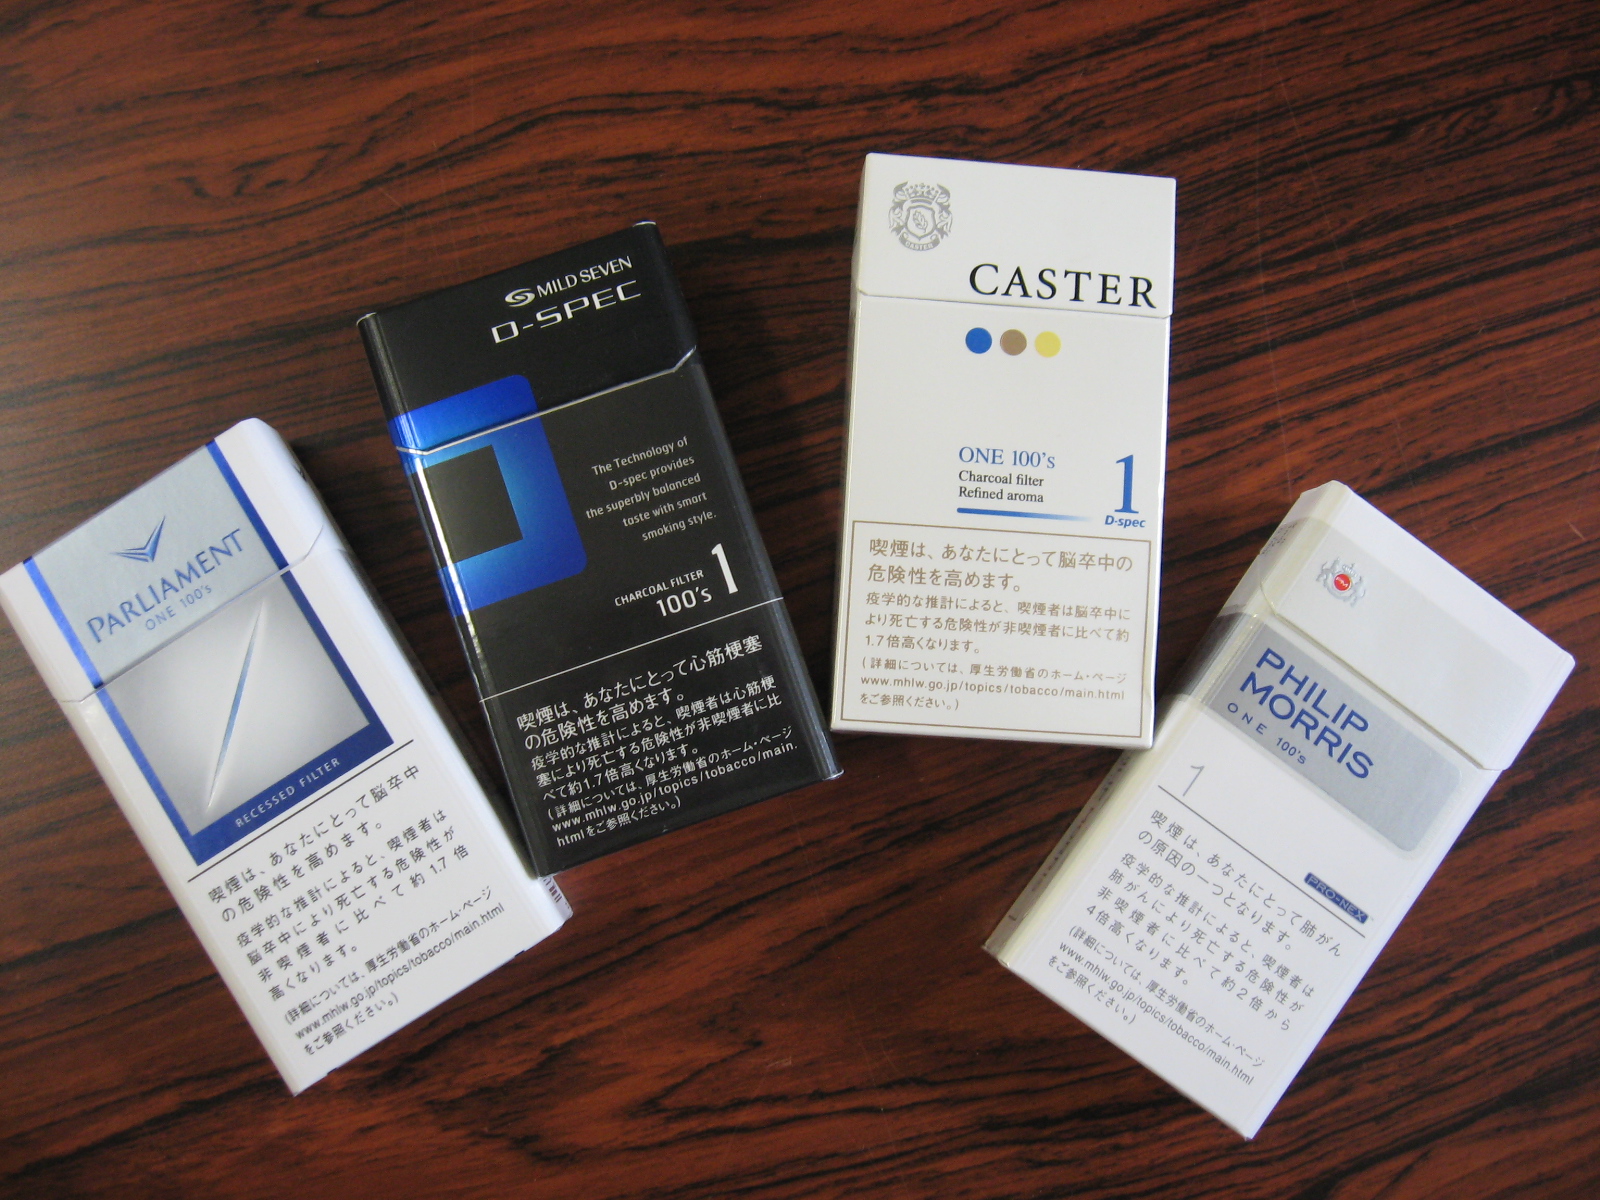 PARLIAMENT
ONE 100's
RECESSED FILTER
喫煙は、あなたにとって脳卒中
の危険性を高めます。
疫学的な推計によると、喫煙者は
脳卒中により死亡する危険性が
非喫煙者に比べて約1.7倍
高くなります。
(詳細については、厚生労働省のホーム・ページ
www.mhlw.go.jp/topics/tobacco/main.html
をご参照ください。)
MILD SEVEN
D-SPEC
The Technology of
D-spec provides
the superbly balanced
taste with smart
smoking style.
CHARCOAL FILTER
100's 1
喫煙は、あなたにとって心筋梗塞
の危険性を高めます。
疫学的な推計によると、喫煙者は心筋梗
塞により死亡する危険性が非喫煙者に比
べて約1.7倍高くなります。
(詳細については、厚生労働省のホーム・ページ
www.mhlw.go.jp/topics/tobacco/main.
htmlをご参照ください。)
CASTER
CASTER
ONE 100's
Charcoal filter
Refined aroma
1
D-spec
喫煙は、あなたにとって脳卒中の
危険性を高めます。
疫学的な推計によると、喫煙者は脳卒中に
より死亡する危険性が非喫煙者に比べて約
1.7倍高くなります。
(詳細については、厚生労働省のホーム・ページ
www.mhlw.go.jp/topics/tobacco/main.html
をご参照ください。)
PHILIP
MORRIS
ONE 100's
1
PRO-NEX
喫煙は、あなたにとって肺がん
の原因の一つとなります。
疫学的な推計によると、喫煙者は
肺がんにより死亡する危険性が
非喫煙者に比べて約2倍から
4倍高くなります。
(詳細については、厚生労働省のホーム・ページ
www.mhlw.go.jp/topics/tobacco/main.html
をご参照ください。)